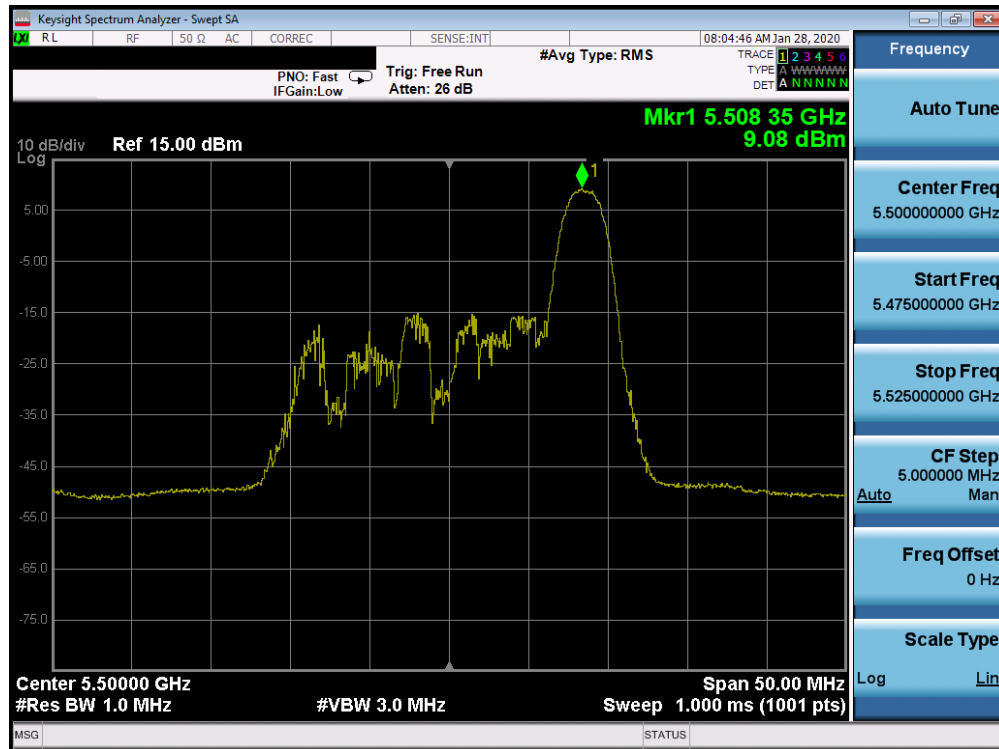 Keysight Spectrum Analyzer - Swept SA
LXI RL RF 50 Ω AC CORREC SENSE:INT 08:04:46 AM Jan 28, 2020
#Avg Type: RMS TRACE 1 2 3 4 5 6
PNO: Fast Trig: Free Run TYPE A WWWWW
IFGain:Low Atten: 26 dB DET A N N N N N
Mkr1 5.508 35 GHz
9.08 dBm
10 dB/div Ref 15.00 dBm
Log
1
5.00
-5.00
-15.0
-25.0
-35.0
-45.0
-55.0
-65.0
-75.0
Center 5.50000 GHz Span 50.00 MHz
#Res BW 1.0 MHz #VBW 3.0 MHz Sweep 1.000 ms (1001 pts)
MSG STATUS
Frequency
Auto Tune
Center Freq
5.500000000 GHz
Start Freq
5.475000000 GHz
Stop Freq
5.525000000 GHz
CF Step
5.000000 MHz
Auto Man
Freq Offset
0 Hz
Scale Type
Log Lin